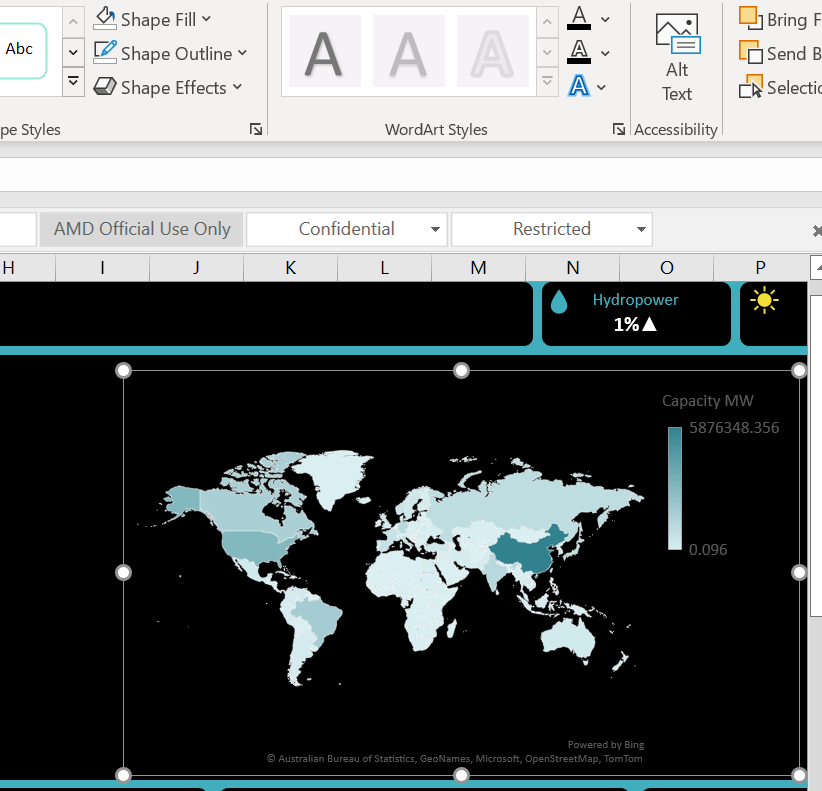 Abc
Shape Fill
Shape Outline
Shape Effects
pe Styles
A A A
A
A
A
WordArt Styles
Alt
Text
Accessibility
Bring F
Send B
Selectio
AMD Official Use Only
Confidential
Restricted
H I J K L M N O P
Hydropower
1%▲
Capacity MW
5876348.356
0.096
Powered by Bing
© Australian Bureau of Statistics, GeoNames, Microsoft, OpenStreetMap, TomTom